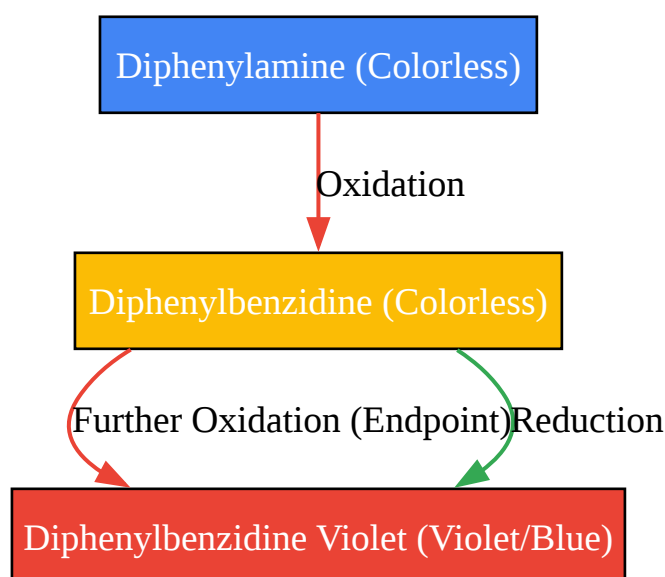 Diphenylamine (Colorless)
Oxidation
Diphenylbenzidine (Colorless)
Further Oxidation (Endpoint)
Reduction
Diphenylbenzidine Violet (Violet/Blue)